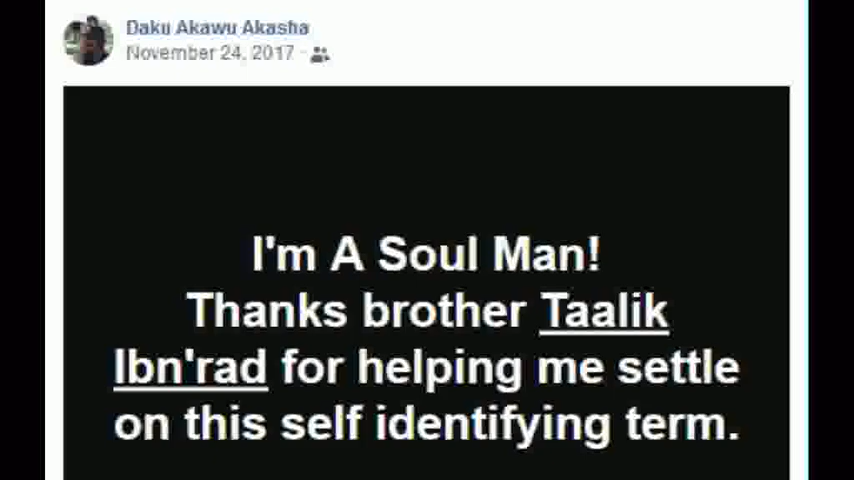 Daku Akawu Akasha
November 24, 2017 ·
I'm A Soul Man!
Thanks brother Taalik
Ibn'rad for helping me settle
on this self identifying term.